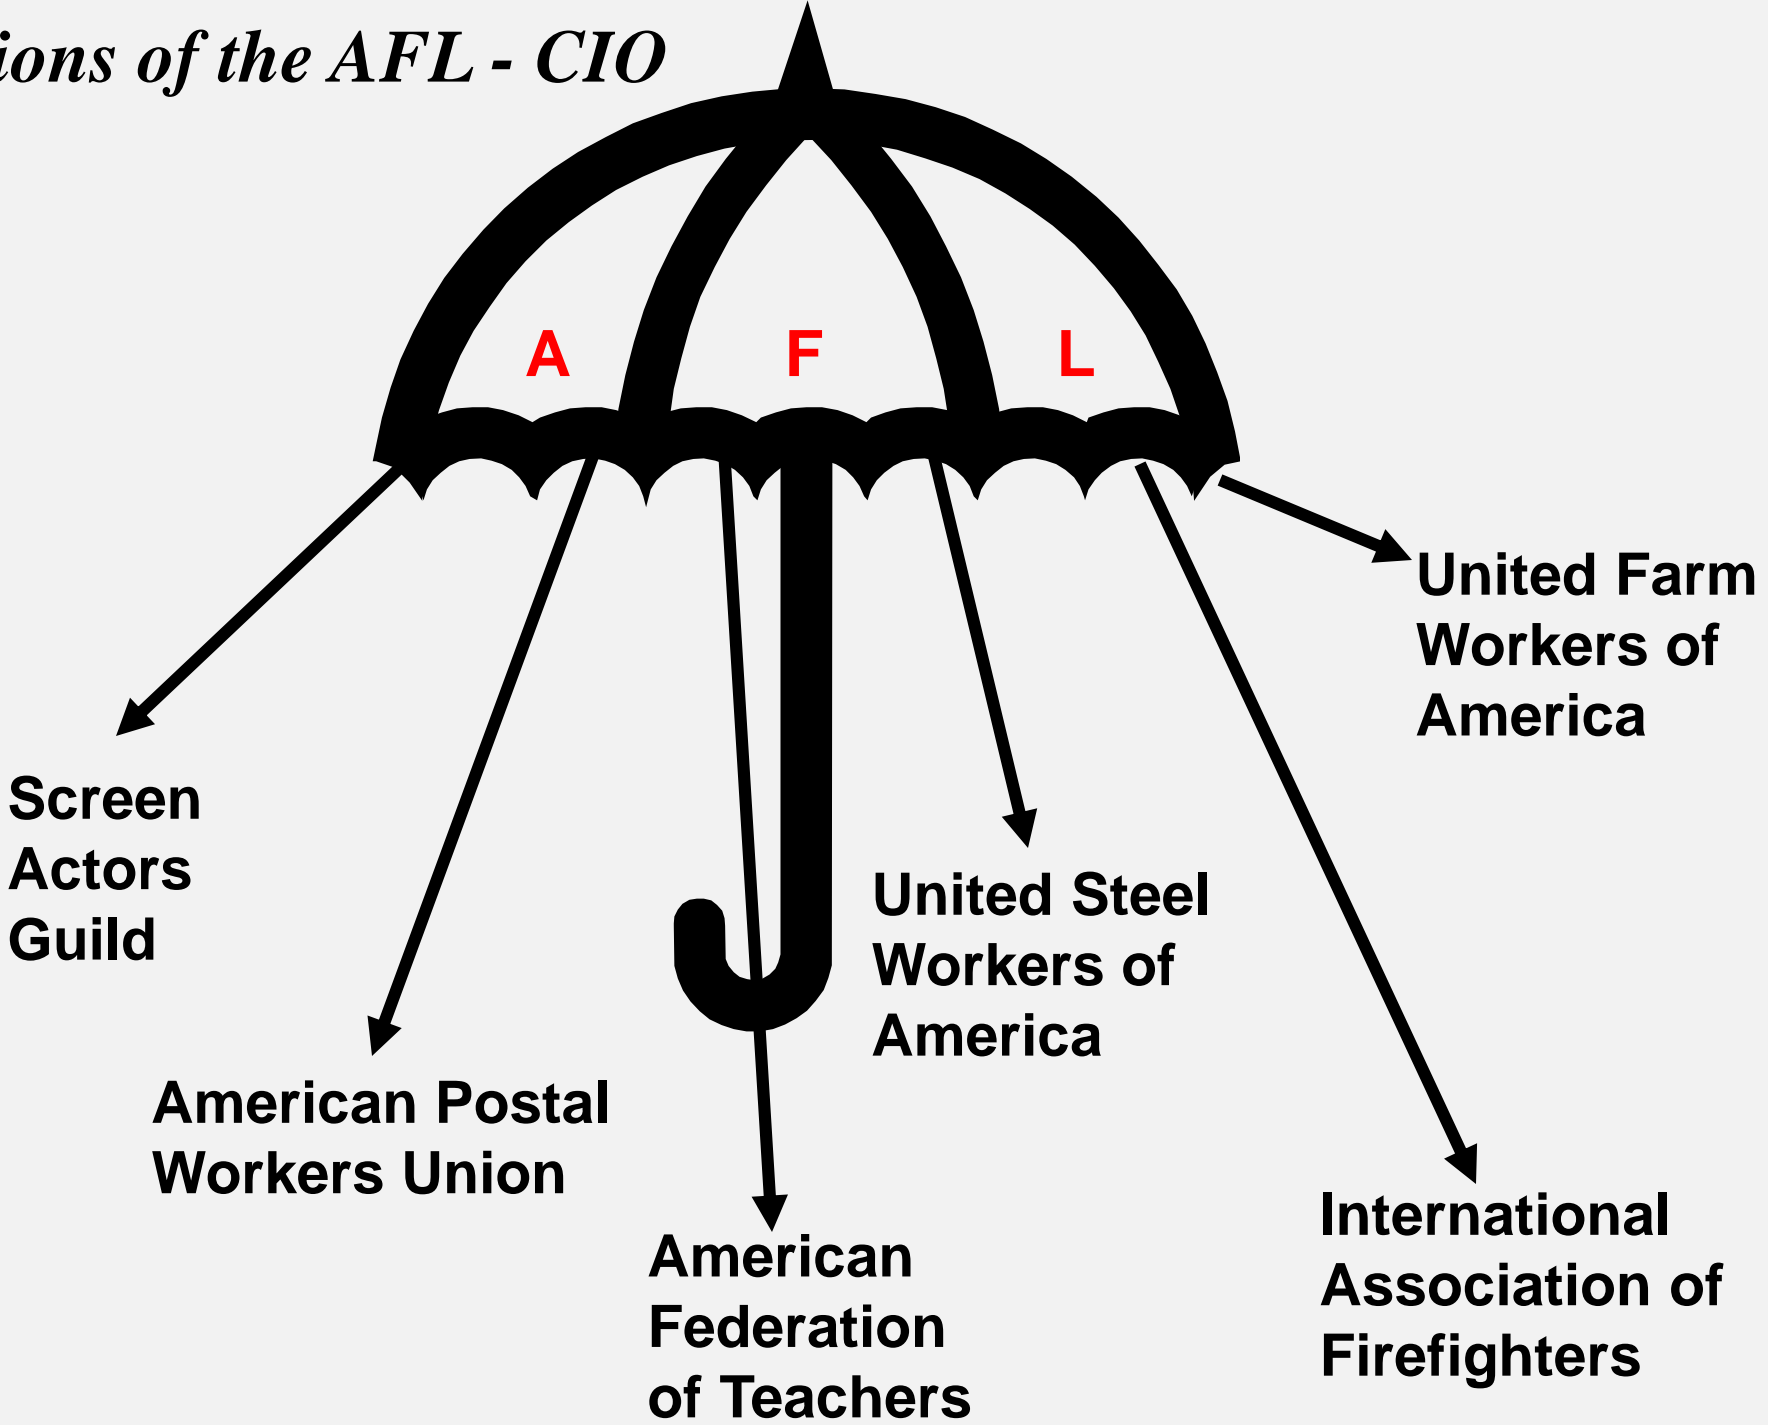 ions of the AFL - CIO
A F L
United Farm
Workers of
America
Screen
Actors
Guild
United Steel
Workers of
America
American Postal
Workers Union
International
Association of
Firefighters
American
Federation
of Teachers